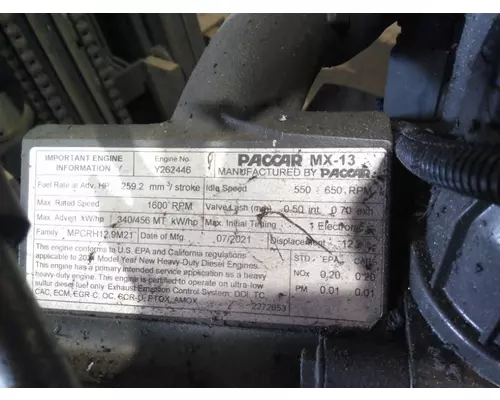 IMPORTANT ENGINE INFORMATION
Engine No. Y262446
PACCAR MX-13
MANUFACTURED BY PACCAR
Fuel Rate at Adv. HP 259.2 mm³/stroke
Idle Speed 550 - 650 RPM
Max. Rated Speed 1600 RPM
Valve Lash (mm) 0.50 int. 0.70 exh
Max. Advert kW/hp 340/456 MT kW/hp
Max. Initial Timing 1 Electronic
Family MPCRH12.9M21
Date of Mfg. 07/2021
Displacement 12.9
This engine conforms to U.S. EPA and California regulations
applicable to Model Year New Heavy-Duty Diesel Engines.
This engine has a primary intended service application as a heavy
heavy-duty engine. This engine is certified to operate on ultra-low
sulfur diesel fuel only. Exhaust Emission Control System: DDI, TC,
CAC, ECM, EGR-C, OC, SCR-U, PTOX, AMOX
2272853
STD EPA CAL
NOx 0.20 0.20
PM 0.01 0.01